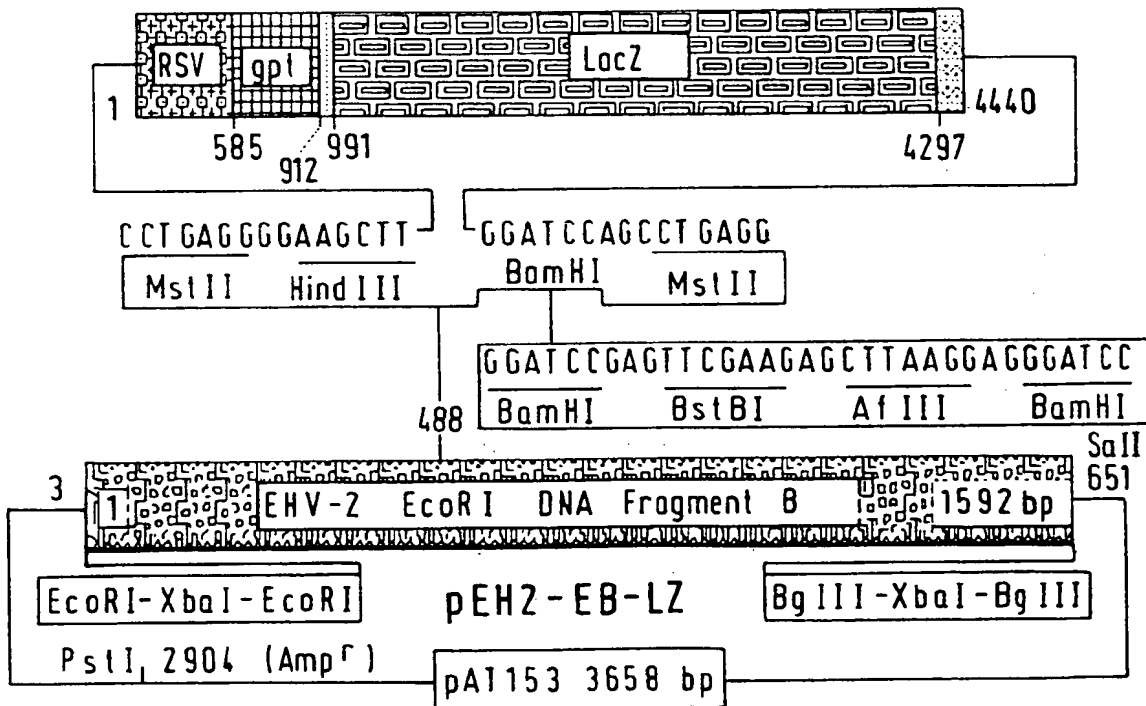 RSV gpt LacZ
1 585 912 991 4297 4440
CCTGAGGGGAAGCTT GGATCCAGCCTGAGG
MstII HindIII BamHI MstII
GGATCCGAGTTCGAAGAGCTTAAGGAGGGATCC
BamHI BstBI AflII BamHI
488
SalI
651
3 1 EHV-2 EcoRI DNA Fragment B 1592 bp
EcoRI-XbaI-EcoRI pEH2-EB-LZ BglII-XbaI-BglII
PstI, 2904 (Ampʳ)
pAT153 3658 bp